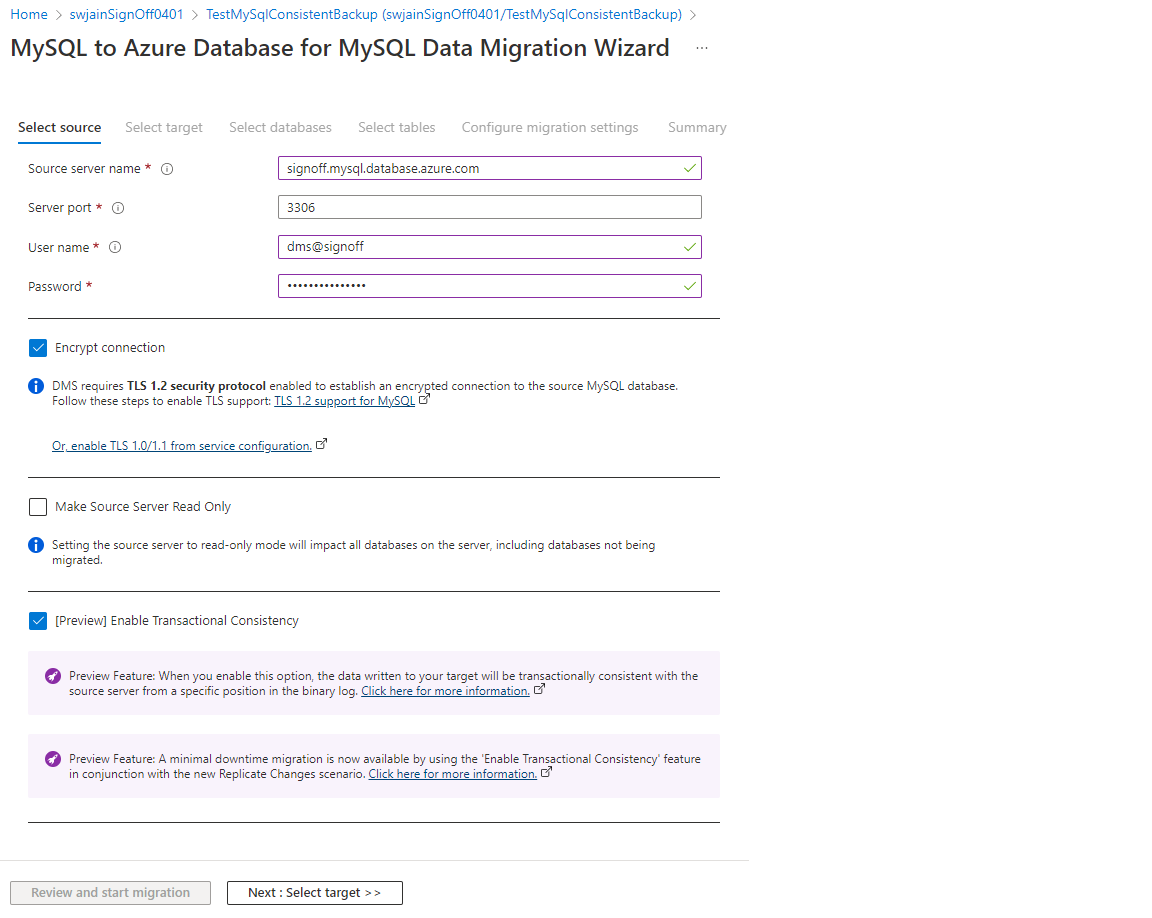 Home > swjainSignOff0401 > TestMySqlConsistentBackup (swjainSignOff0401/TestMySqlConsistentBackup) >
MySQL to Azure Database for MySQL Data Migration Wizard ...
Select source Select target Select databases Select tables Configure migration settings Summary
Source server name * signoff.mysql.database.azure.com
Server port * 3306
User name * dms@signoff
Password * •••••••••••••••
Encrypt connection
DMS requires TLS 1.2 security protocol enabled to establish an encrypted connection to the source MySQL database.
Follow these steps to enable TLS support: TLS 1.2 support for MySQL
Or, enable TLS 1.0/1.1 from service configuration.
Make Source Server Read Only
Setting the source server to read-only mode will impact all databases on the server, including databases not being
migrated.
[Preview] Enable Transactional Consistency
Preview Feature: When you enable this option, the data written to your target will be transactionally consistent with the
source server from a specific position in the binary log. Click here for more information.
Preview Feature: A minimal downtime migration is now available by using the 'Enable Transactional Consistency' feature
in conjunction with the new Replicate Changes scenario. Click here for more information.
Review and start migration Next : Select target >>